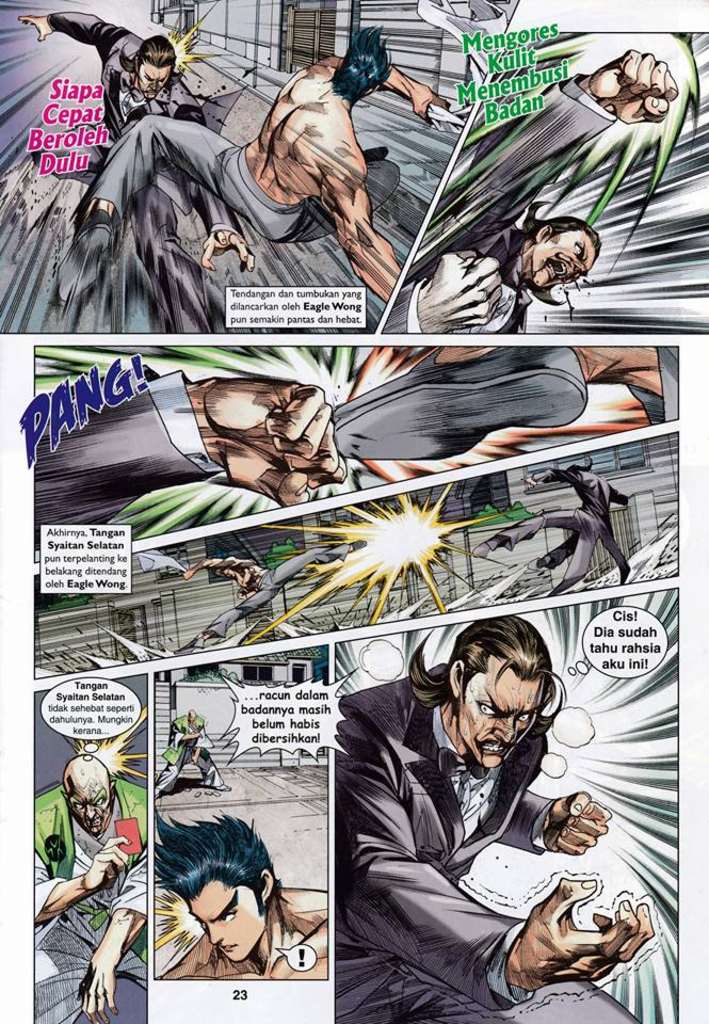 Siapa
Cepat
Beroleh
Dulu
Mengores
Kulit
Menembusi
Badan
Tendangan dan tumbukan yang
dilancarkan oleh Eagle Wong
pun semakin pantas dan hebat.
PANG!
Akhirnya, Tangan
Syaitan Selatan
pun terpelanting ke
belakang ditendang
oleh Eagle Wong.
Tangan
Syaitan Selatan
tidak sehebat seperti
dahulunya. Mungkin
kerana...
...racun dalam
badannya masih
belum habis
dibersihkan!
!
Cis!
Dia sudah
tahu rahsia
aku ini!
23